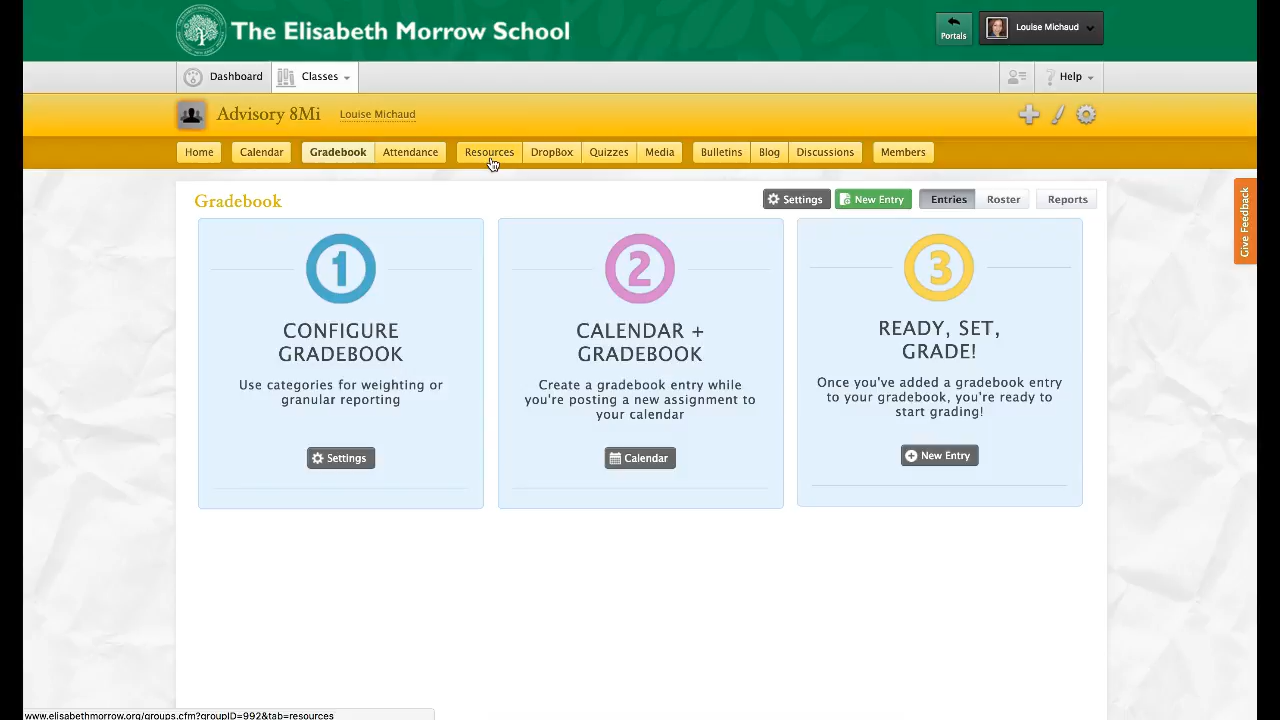 The Elisabeth Morrow School
Portals
Louise Michaud
Dashboard
Classes
Help
Advisory 8Mi
Louise Michaud
Home
Calendar
Gradebook
Attendance
Resources
DropBox
Quizzes
Media
Bulletins
Blog
Discussions
Members
Give Feedback
Gradebook
Settings
New Entry
Entries
Roster
Reports
1
CONFIGURE
GRADEBOOK
Use categories for weighting or
granular reporting
Settings
2
CALENDAR +
GRADEBOOK
Create a gradebook entry while
you're posting a new assignment to
your calendar
Calendar
3
READY, SET,
GRADE!
Once you've added a gradebook entry
to your gradebook, you're ready to
start grading!
New Entry
www.elisabethmorrow.org/groups.cfm?groupID=992&tab=resources